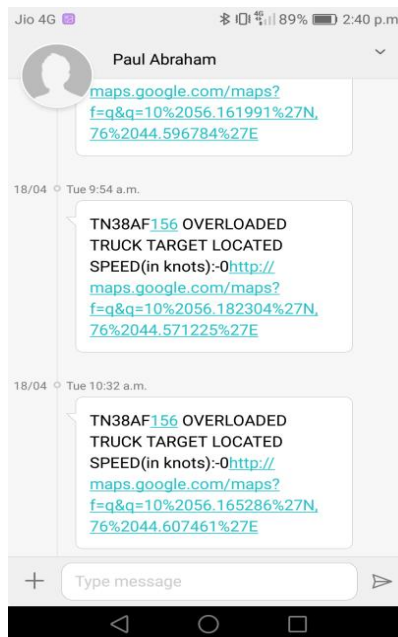 Jio 4G 4G 89% 2:40 p.m
Paul Abraham
maps.google.com/maps?
f=q&q=10%2056.161991%27N,
76%2044.596784%27E
18/04 Tue 9:54 a.m.
TN38AF156 OVERLOADED
TRUCK TARGET LOCATED
SPEED(in knots):-0http://
maps.google.com/maps?
f=q&q=10%2056.182304%27N,
76%2044.571225%27E
18/04 Tue 10:32 a.m.
TN38AF156 OVERLOADED
TRUCK TARGET LOCATED
SPEED(in knots):-0http://
maps.google.com/maps?
f=q&q=10%2056.165286%27N,
76%2044.607461%27E
Type message